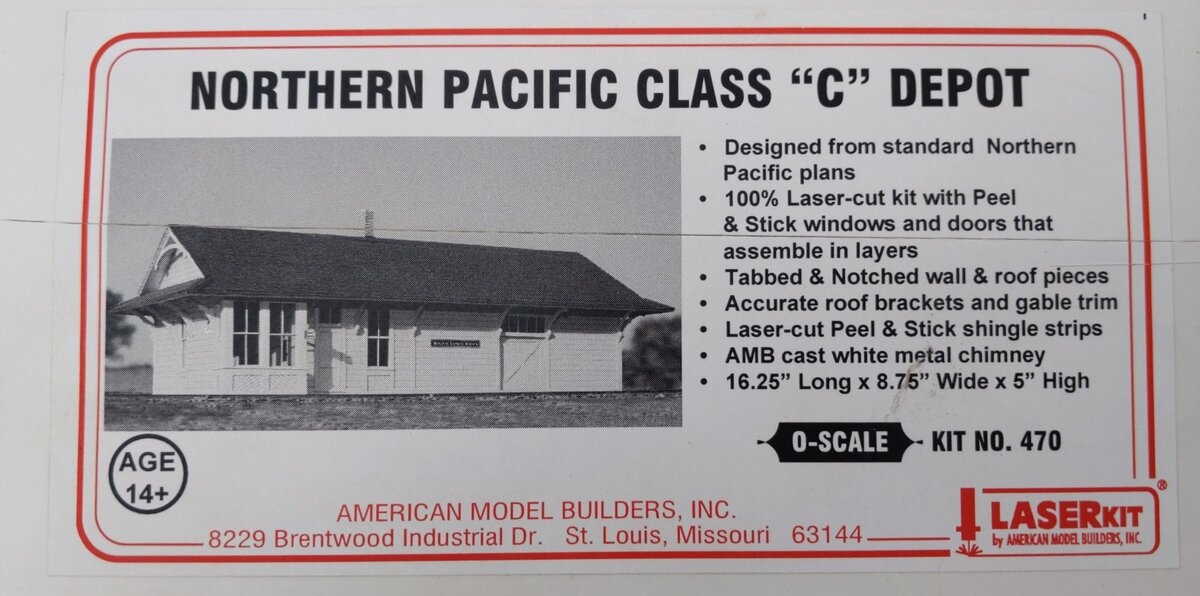 NORTHERN PACIFIC CLASS “C” DEPOT
• Designed from standard Northern
Pacific plans
• 100% Laser-cut kit with Peel
& Stick windows and doors that
assemble in layers
• Tabbed & Notched wall & roof pieces
• Accurate roof brackets and gable trim
• Laser-cut Peel & Stick shingle strips
• AMB cast white metal chimney
• 16.25” Long x 8.75” Wide x 5” High
O-SCALE KIT NO. 470
AGE
14+
AMERICAN MODEL BUILDERS, INC.
8229 Brentwood Industrial Dr. St. Louis, Missouri 63144
LASERKIT®
by AMERICAN MODEL BUILDERS, INC.